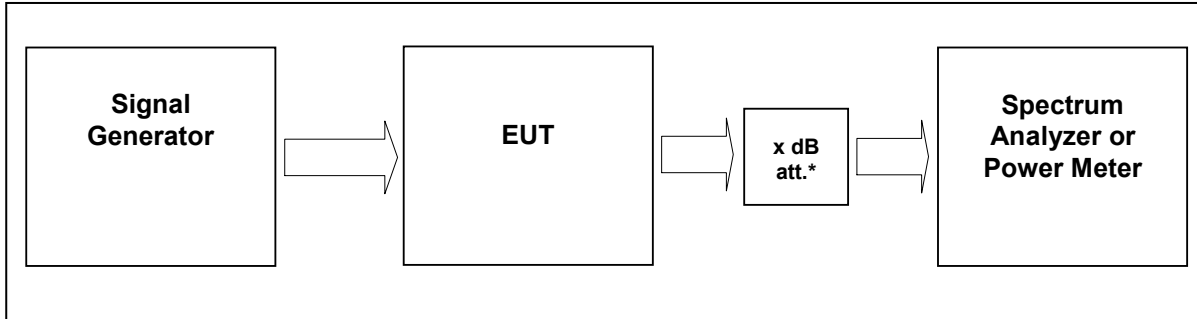 Signal
Generator
EUT
x dB
att.*
Spectrum
Analyzer or
Power Meter